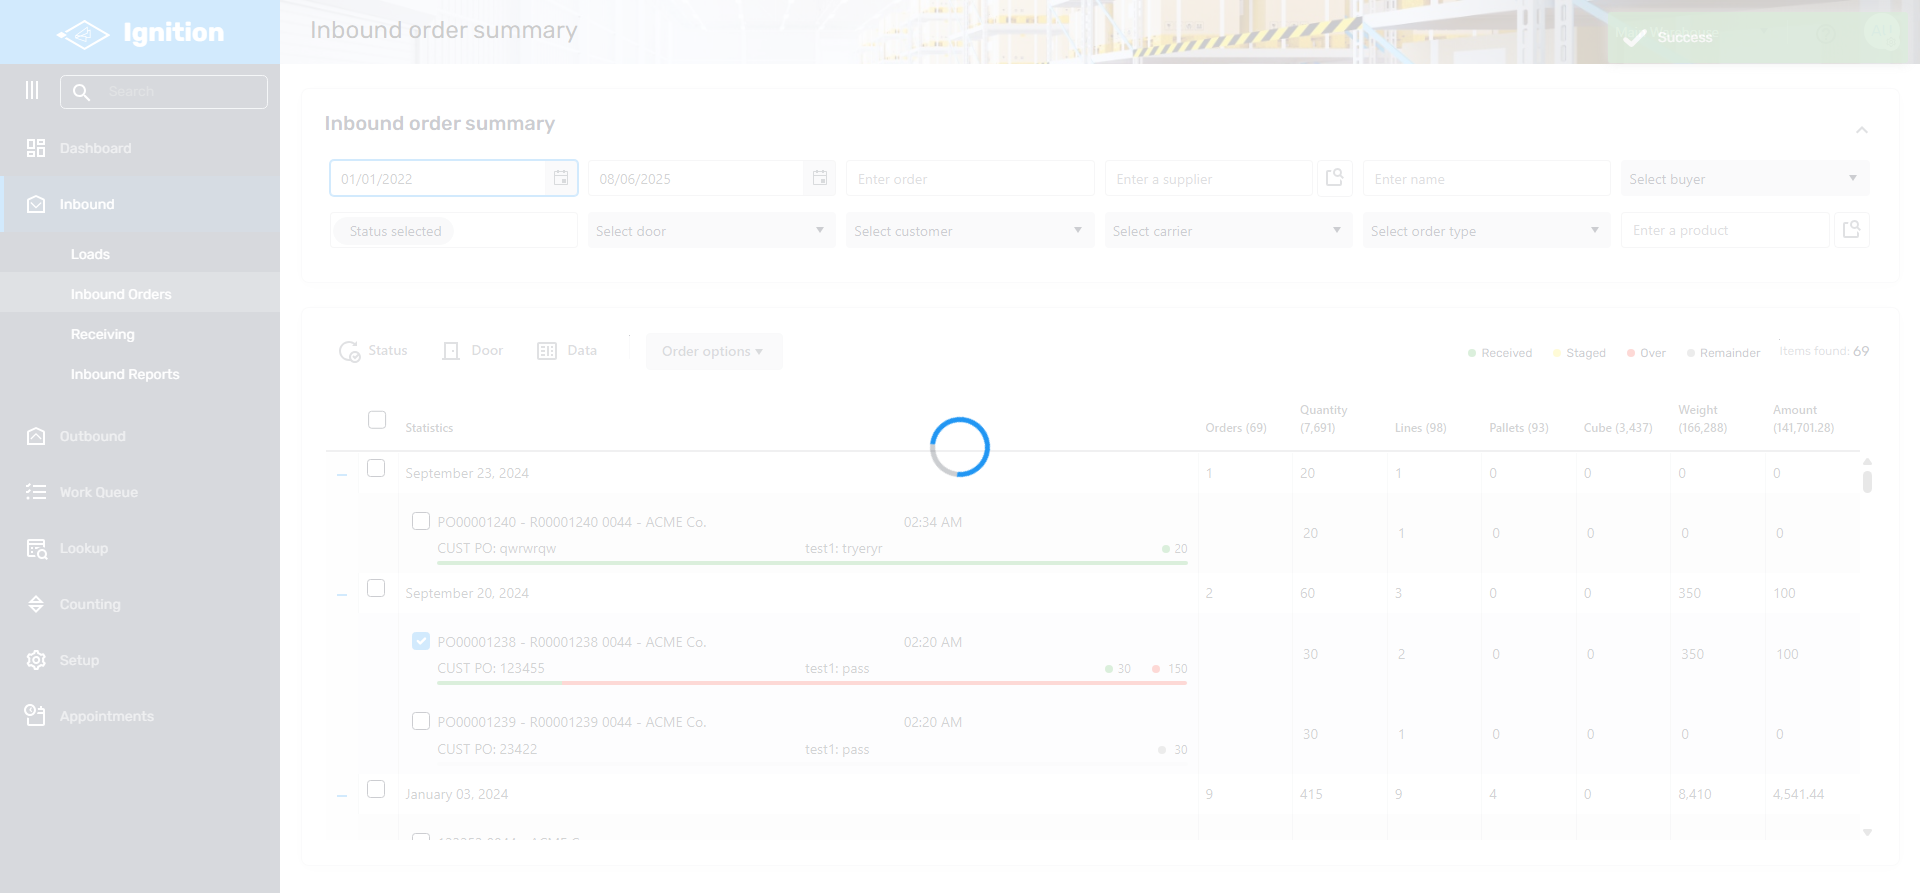 Ignition
Inbound order summary
Success
Search
Dashboard
Inbound
Loads
Inbound Orders
Receiving
Inbound Reports
Outbound
Work Queue
Lookup
Counting
Setup
Appointments
Inbound order summary
01/01/2022 08/06/2025 Enter order Enter a supplier Enter name Select buyer
Status selected Select door Select customer Select carrier Select order type Enter a product
Status Door Data Order options Received Staged Over Remainder Items found: 69
Statistics Orders (69) Quantity (7,691) Lines (98) Pallets (93) Cube (3,437) Weight (166,288) Amount (141,701.28)
September 23, 2024 1 20 1 0 0 0 0
PO00001240 - R00001240 0044 - ACME Co. 02:34 AM 20 1 0 0 0 0
CUST PO: qwrwrqw test1: tryeryr 20
September 20, 2024 2 60 3 0 0 350 100
PO00001238 - R00001238 0044 - ACME Co. 02:20 AM 30 2 0 0 350 100
CUST PO: 123455 test1: pass 30 150
PO00001239 - R00001239 0044 - ACME Co. 02:20 AM 30 1 0 0 0 0
CUST PO: 23422 test1: pass 30
January 03, 2024 9 415 9 4 0 8,410 4,541.44